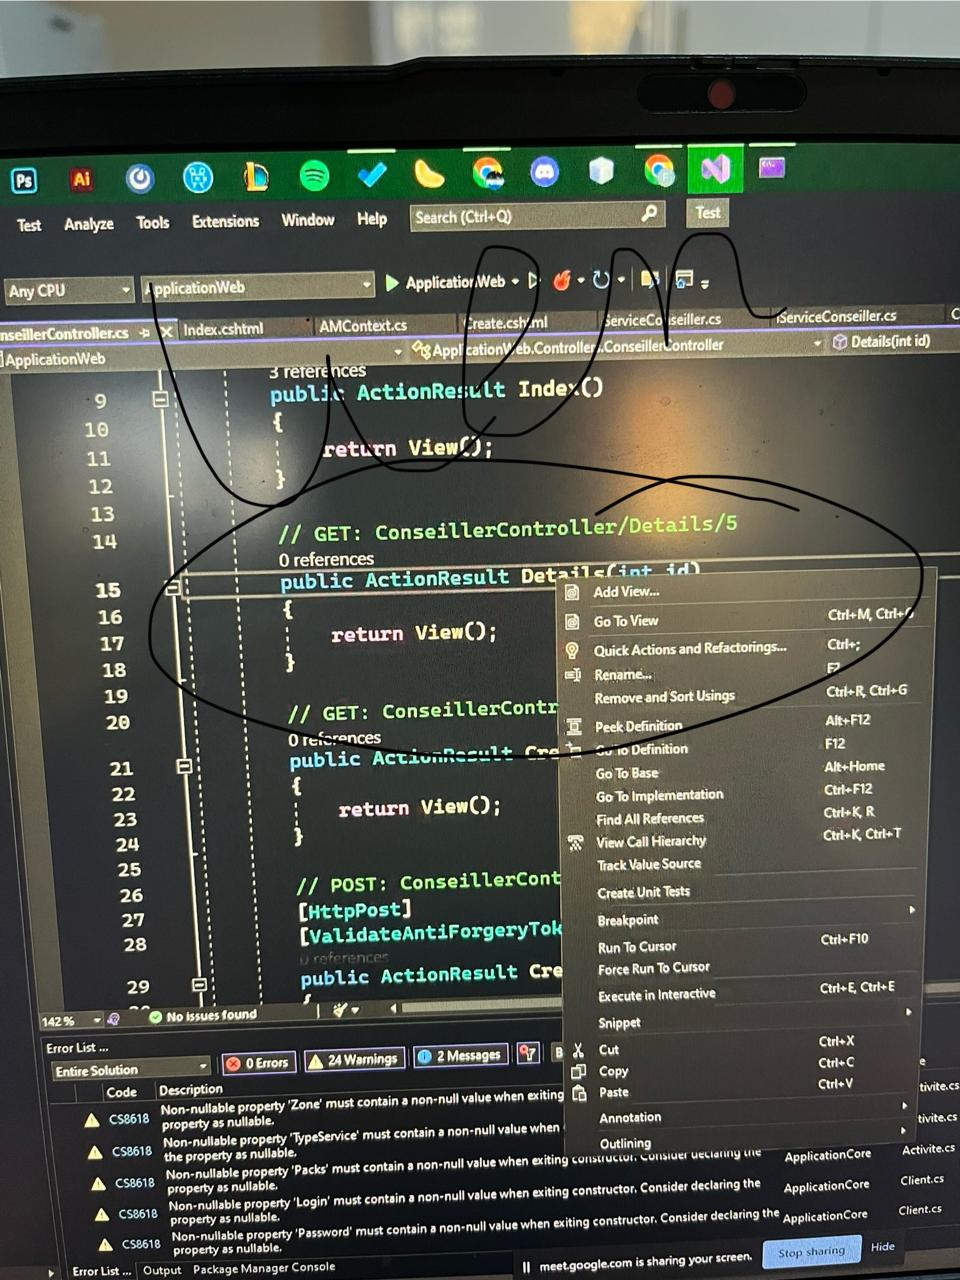 Ps Ai
Test Analyze Tools Extensions Window Help Search (Ctrl+Q) Test
Any CPU ApplicationWeb ApplicationWeb
nseillerController.cs Index.cshtml AMContext.cs Create.cshtml ServiceConseiller.cs IServiceConseiller.cs C
ApplicationWeb ApplicationWeb.Controller.ConseillerController Details(int id)
3 references
9 public ActionResult Index()
10 {
11 return View();
12 }
13
14 // GET: ConseillerController/Details/5
0 references
15 public ActionResult Details(int id)
16 {
17 return View();
18 }
19
20 // GET: ConseillerContr
0 references
21 public ActionResult Cre
22 {
23 return View();
24 }
25
26 // POST: ConseillerCont
27 [HttpPost]
28 [ValidateAntiForgeryTok
0 references
29 public ActionResult Cre
{
Add View...
Go To View Ctrl+M, Ctrl+G
Quick Actions and Refactorings... Ctrl+;
Rename... F2
Remove and Sort Usings Ctrl+R, Ctrl+G
Peek Definition Alt+F12
Go To Definition F12
Go To Base Alt+Home
Go To Implementation Ctrl+F12
Find All References Ctrl+K, R
View Call Hierarchy Ctrl+K, Ctrl+T
Track Value Source
Create Unit Tests
Breakpoint
Run To Cursor Ctrl+F10
Force Run To Cursor
Execute in Interactive Ctrl+E, Ctrl+E
Snippet
Cut Ctrl+X
Copy Ctrl+C
Paste Ctrl+V
Annotation
Outlining
142 % No issues found
Error List ...
Entire Solution 0 Errors 24 Warnings 2 Messages B
Code Description
CS8618 Non-nullable property 'Zone' must contain a non-null value when exiting
property as nullable. tivite.cs
CS8618 Non-nullable property 'TypeService' must contain a non-null value when
the property as nullable. tivite.cs
CS8618 Non-nullable property 'Packs' must contain a non-null value when exiting constructor. Consider declaring the
property as nullable. ApplicationCore Activite.cs
CS8618 Non-nullable property 'Login' must contain a non-null value when exiting constructor. Consider declaring the
property as nullable. ApplicationCore Client.cs
CS8618 Non-nullable property 'Password' must contain a non-null value when exiting constructor. Consider declaring the
property as nullable. ApplicationCore Client.cs
Error List ... Output Package Manager Console
meet.google.com is sharing your screen. Stop sharing Hide